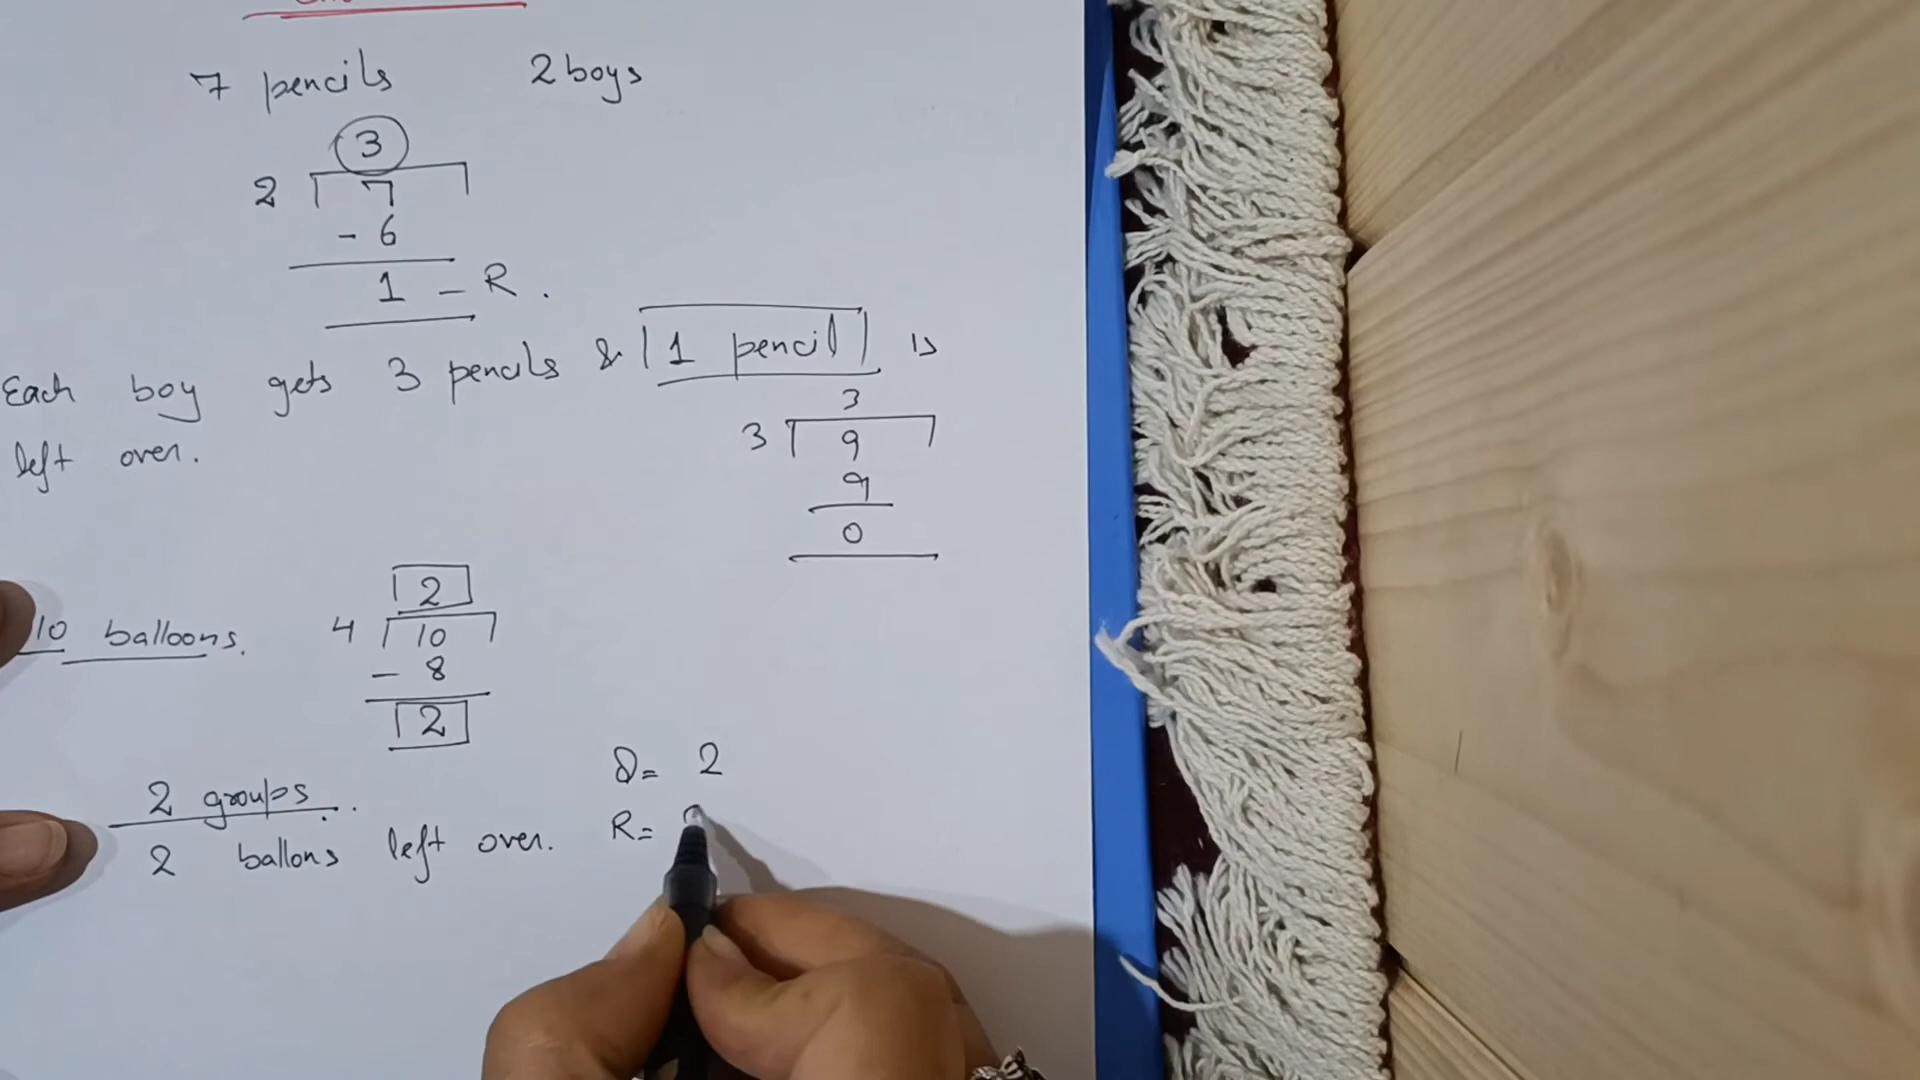 7 pencils 2 boys
3
2 7
- 6
1 - R.
Each boy gets 3 pencils & 1 pencil is
left over.
3
3 9
9
0
2
10 balloons. 4 10
- 8
2
2 groups.
2 ballons left over.
Q= 2
R=